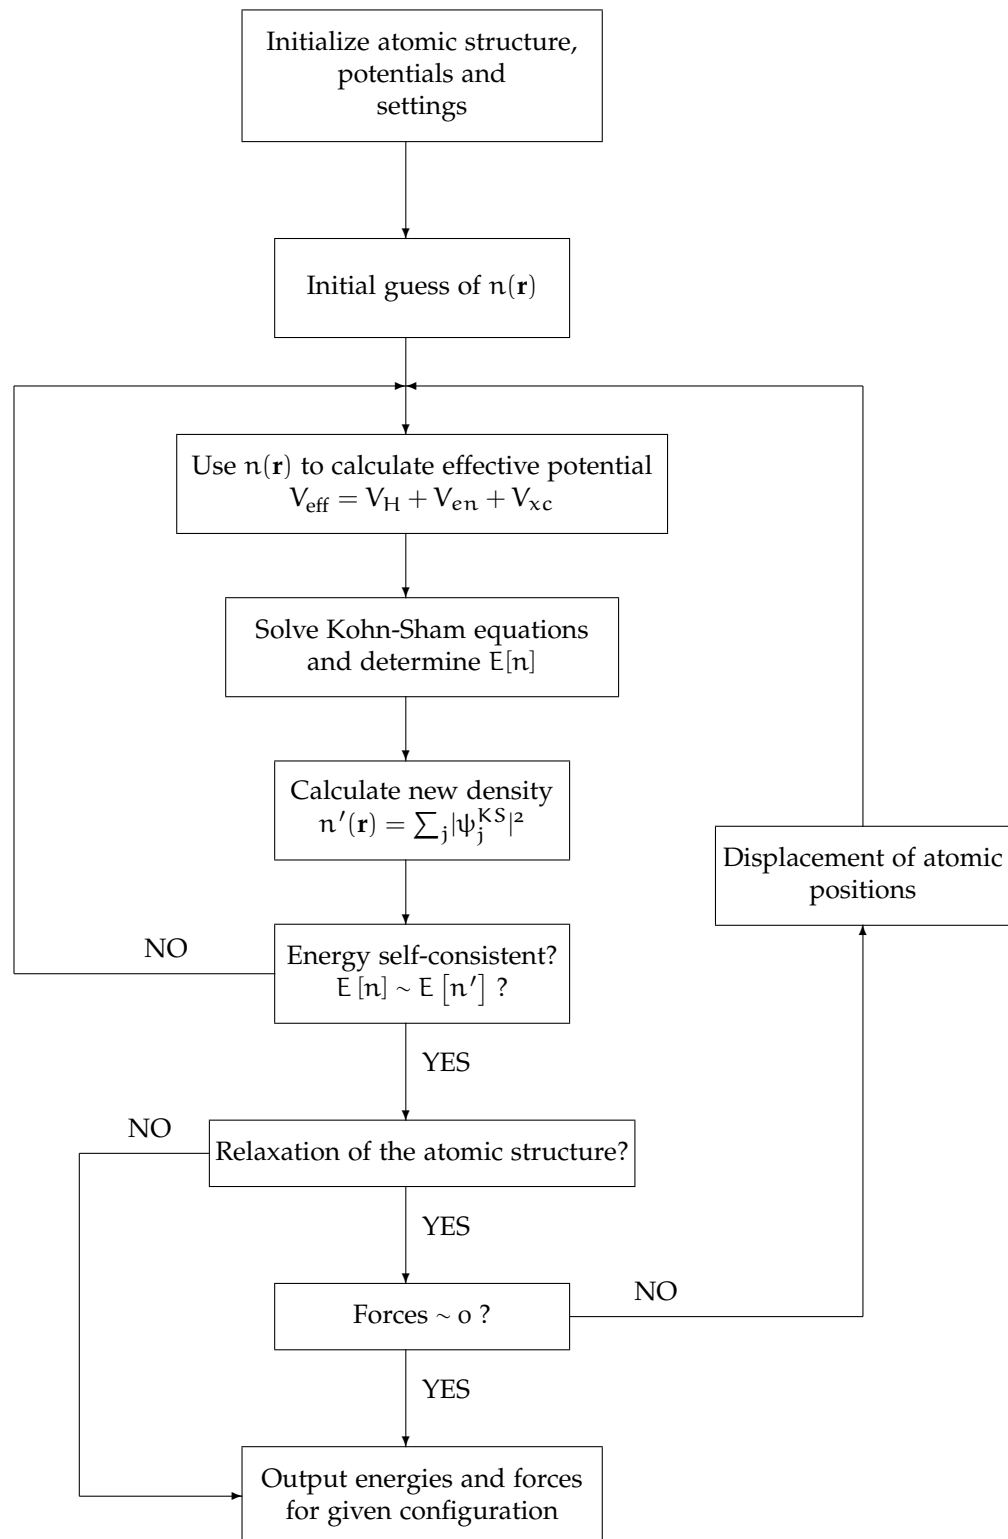 Initialize atomic structure,
potentials and
settings
Initial guess of n(r)
Use n(r) to calculate effective potential
V_eff = V_H + V_en + V_xc
Solve Kohn-Sham equations
and determine E[n]
Calculate new density
n′(r) = ∑_j|ψ_j^KS|²
Displacement of atomic
positions
NO
Energy self-consistent?
E [n] ∼ E [n′] ?
YES
NO
Relaxation of the atomic structure?
YES
Forces ∼ 0 ?
NO
YES
Output energies and forces
for given configuration